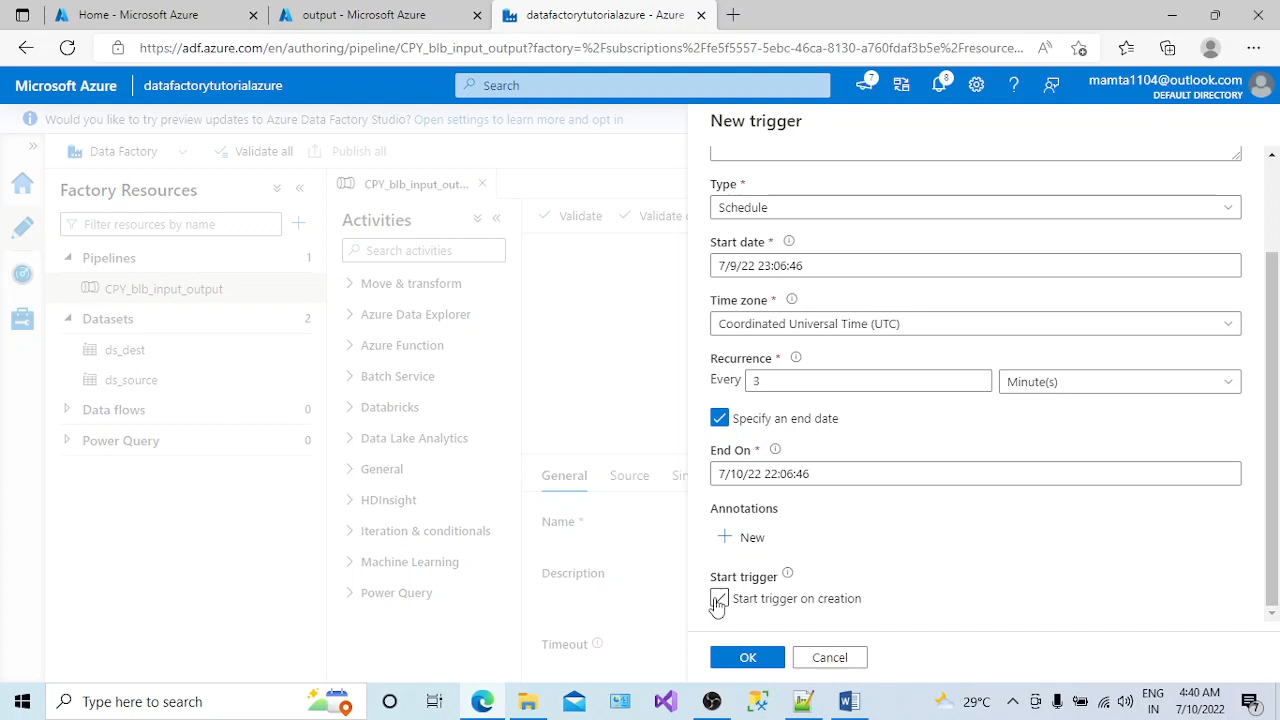 Microsoft Azure - Azure
Microsoft Azure - Azure
datafactorytutorialazure - Azure
https://adf.azure.com/en/authoring/pipeline/CPY_blb_input_output?factory=%2Fsubscriptions%2Ffe5f5557-5ebc-46ca-8130-a760fdaf3b5e%2Fresource...
Microsoft Azure
datafactorytutorialazure
Search
7
8
mamta1104@outlook.com
DEFAULT DIRECTORY
Would you like to try preview updates to Azure Data Factory Studio? Open settings to learn more and opt in
Data Factory
Validate all
Publish all
Factory Resources
Filter resources by name
Pipelines
1
CPY_blb_input_output
Datasets
2
ds_dest
ds_source
Data flows
0
Power Query
0
CPY_blb_input_out...
Activities
Search activities
Move & transform
Azure Data Explorer
Azure Function
Batch Service
Databricks
Data Lake Analytics
General
HDInsight
Iteration & conditionals
Machine Learning
Power Query
Validate
Validate
General
Source
Name *
Description
Timeout
New trigger
Type *
Schedule
Start date *
7/9/22 23:06:46
Time zone *
Coordinated Universal Time (UTC)
Recurrence *
Every 3 Minute(s)
Specify an end date
End On *
7/10/22 22:06:46
Annotations
New
Start trigger
Start trigger on creation
OK
Cancel
Type here to search
29°C
ENG
IN
4:40 AM
7/10/2022
7